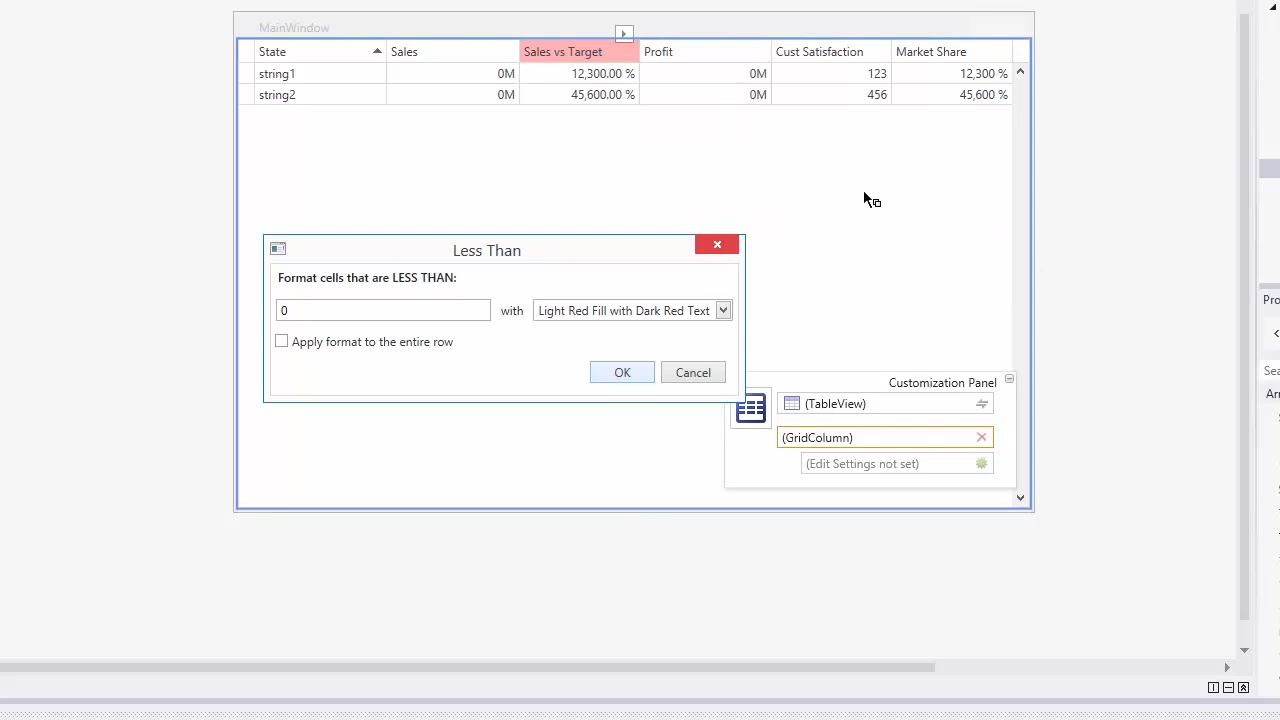 MainWindow
State Sales Sales vs Target Profit Cust Satisfaction Market Share
string1 0M 12,300.00 % 0M 123 12,300 %
string2 0M 45,600.00 % 0M 456 45,600 %
Less Than
Format cells that are LESS THAN:
0 with Light Red Fill with Dark Red Text
Apply format to the entire row
OK Cancel
Customization Panel
(TableView)
(GridColumn)
(Edit Settings not set)